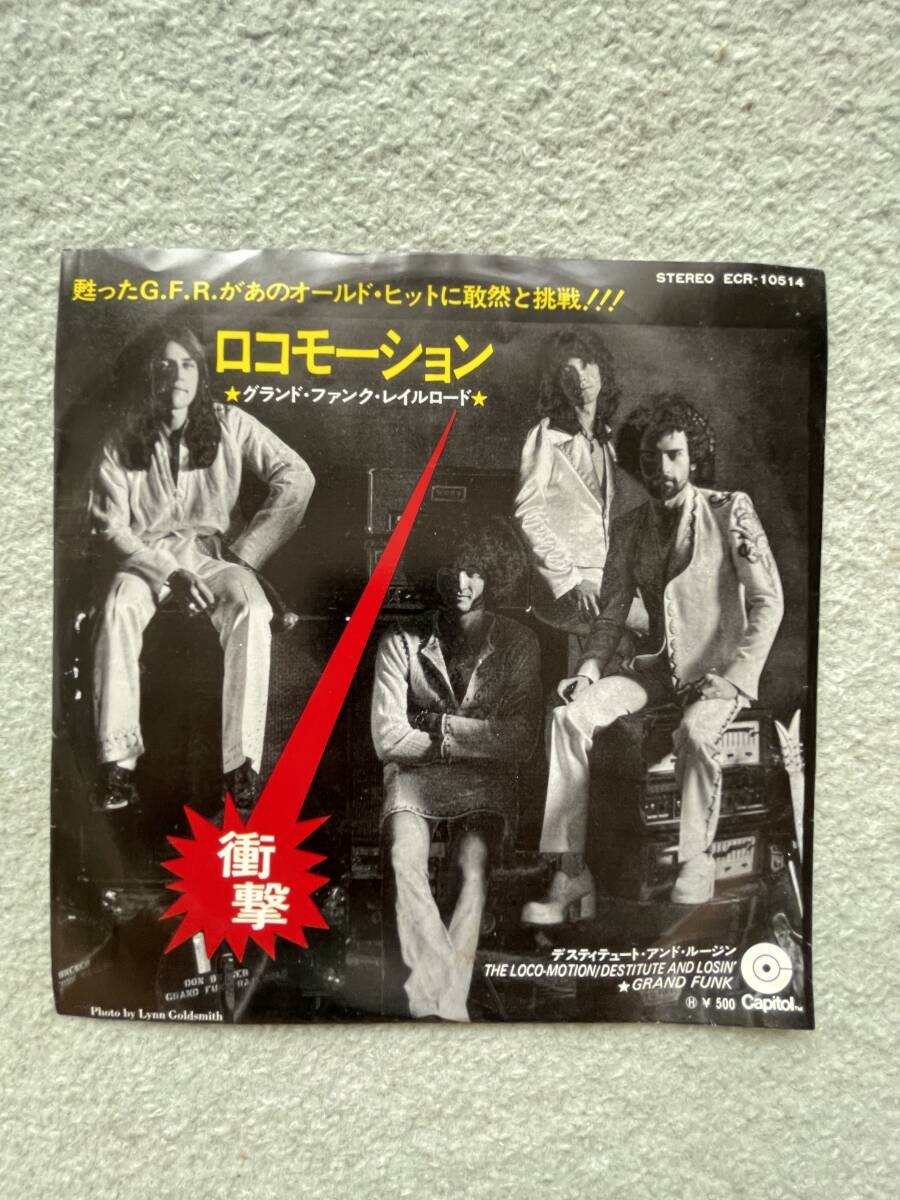 STEREO ECR-10514
甦ったG.F.R.があのオールド・ヒットに敢然と挑戦!!!
ロコモーション
★グランド・ファンク・レイルロード★
衝撃
デスティテュート・アンド・ルージン
THE LOCO-MOTION/DESTITUTE AND LOSIN'
★GRAND FUNK
Ⓗ ¥500 Capitol™
Photo by Lynn Goldsmith